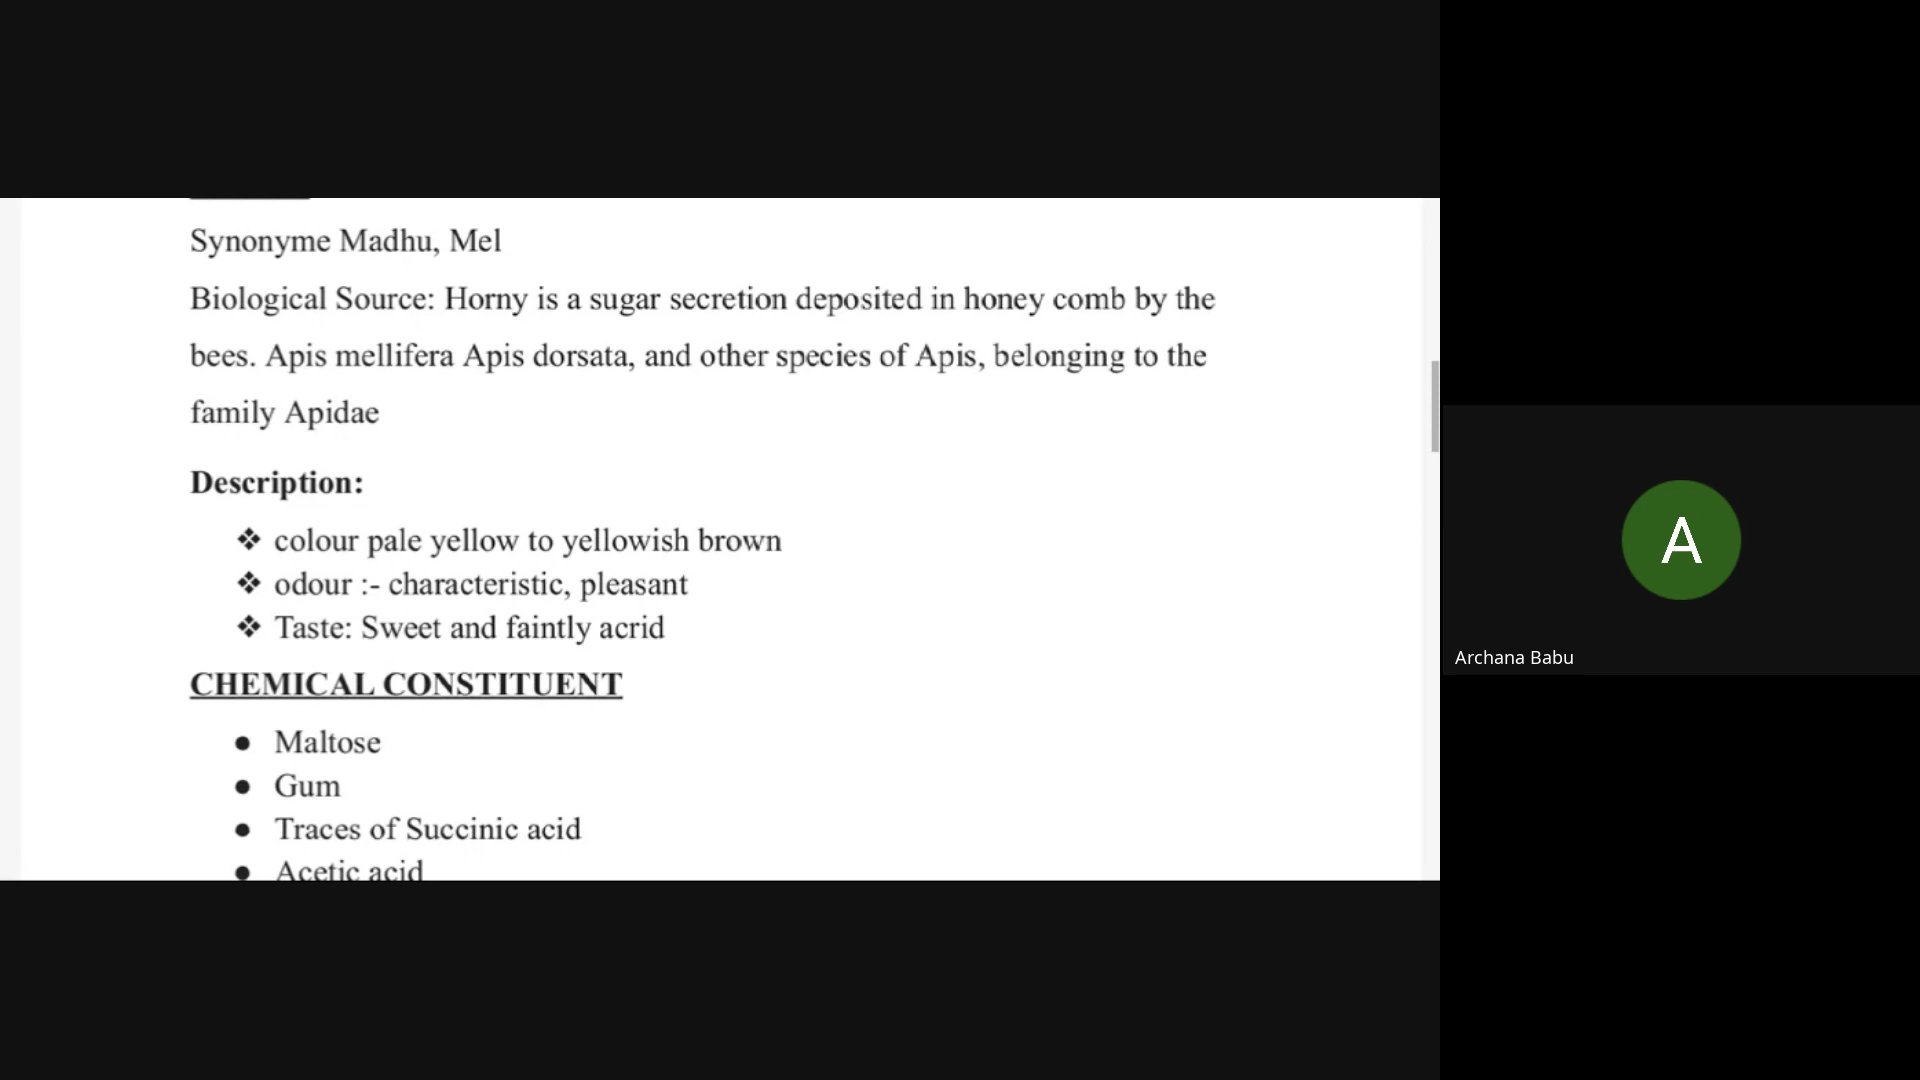 Synonyme Madhu, Mel
Biological Source: Horny is a sugar secretion deposited in honey comb by the
bees. Apis mellifera Apis dorsata, and other species of Apis, belonging to the
family Apidae
Description:
❖ colour pale yellow to yellowish brown
❖ odour :- characteristic, pleasant
❖ Taste: Sweet and faintly acrid
CHEMICAL CONSTITUENT
● Maltose
● Gum
● Traces of Succinic acid
● Acetic acid
A
Archana Babu